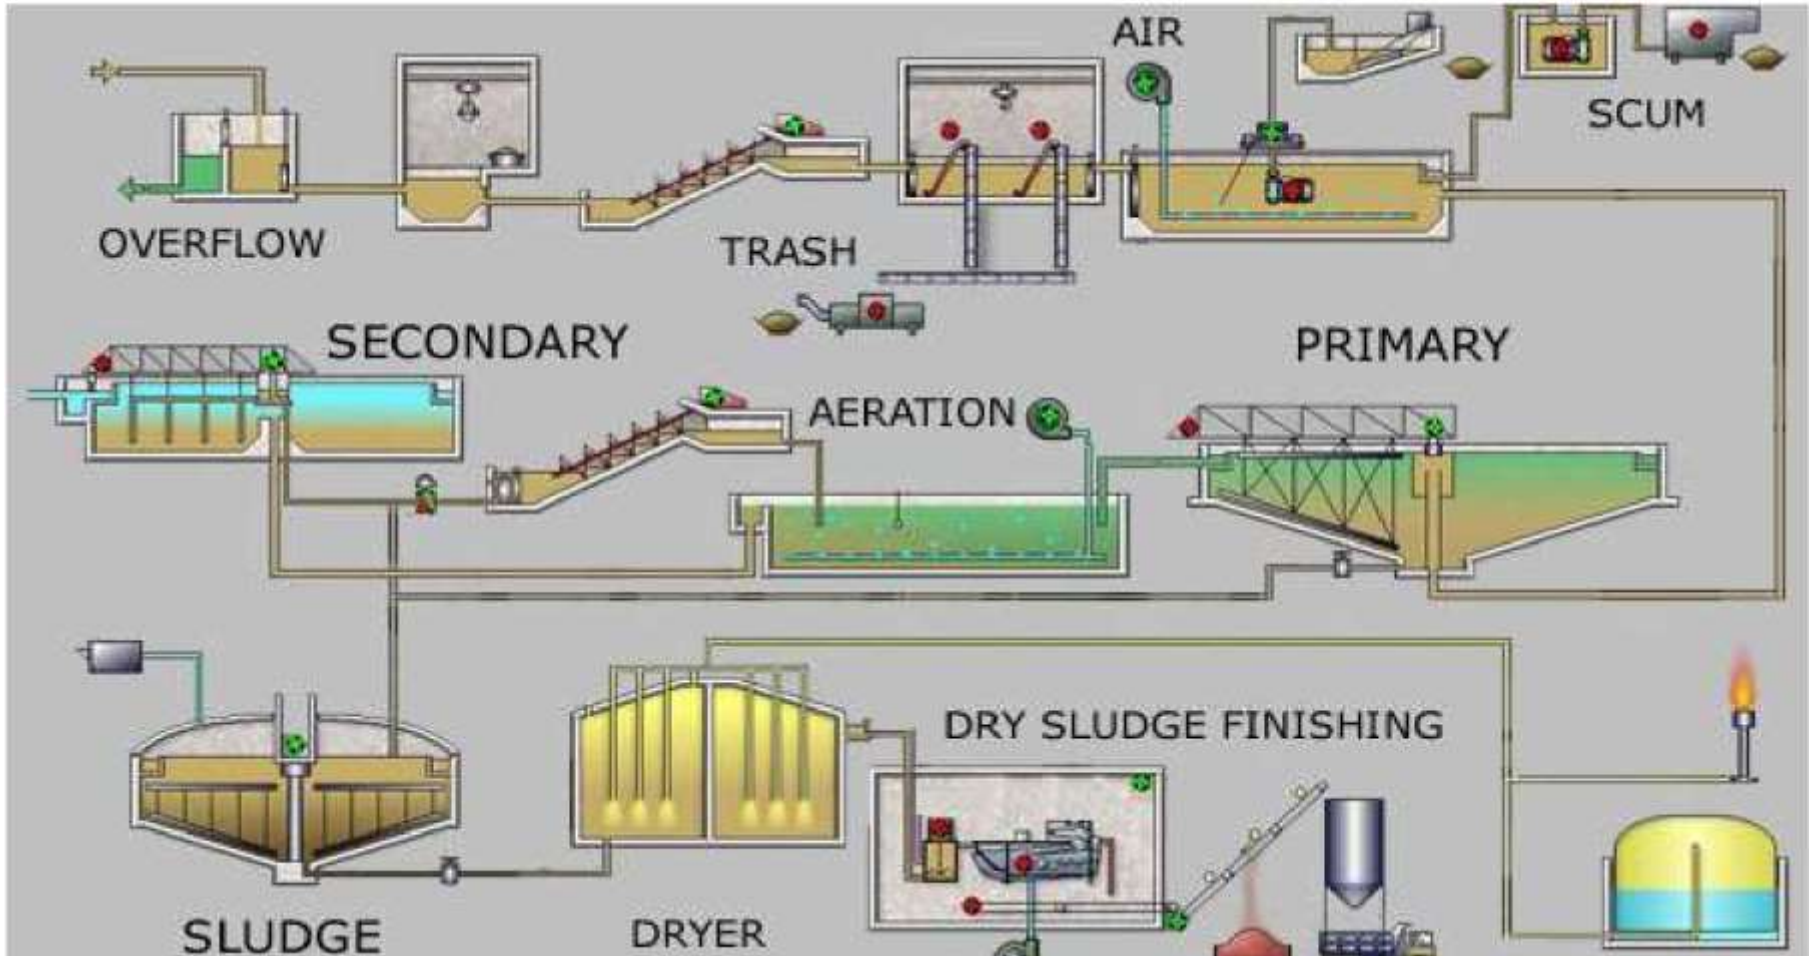 AIR
SCUM
OVERFLOW
TRASH
SECONDARY
PRIMARY
AERATION
DRY SLUDGE FINISHING
SLUDGE
DRYER